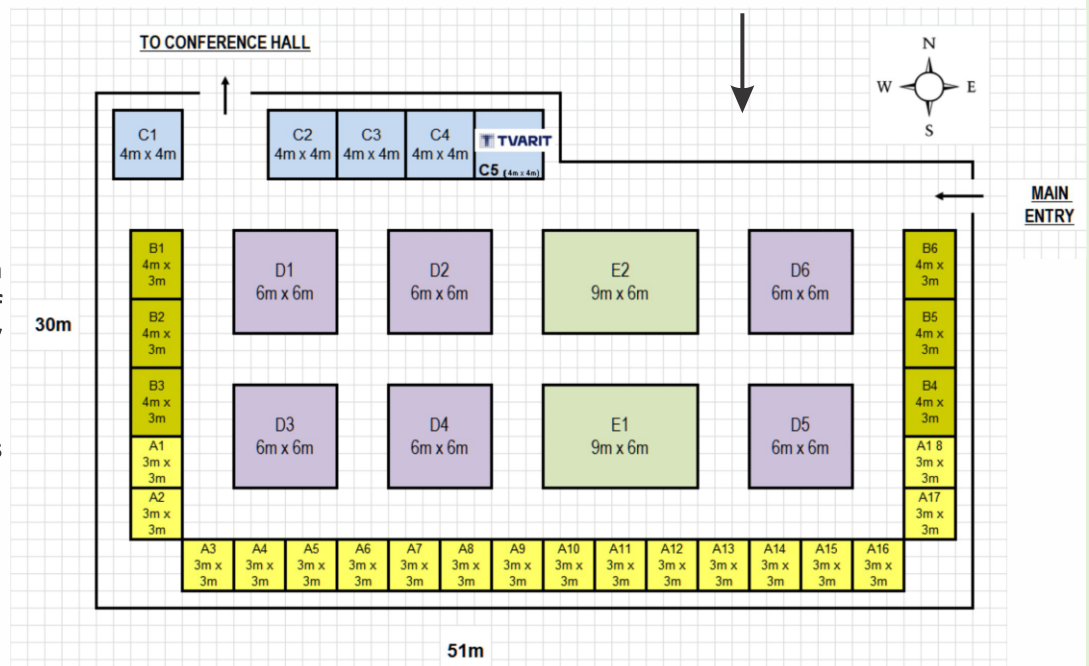 TO CONFERENCE HALL
N
W
E
S
C1
4m x 4m
C2
4m x 4m
C3
4m x 4m
C4
4m x 4m
TVARIT
C5 (4m x 4m)
MAIN
ENTRY
B1
4m x
3m
D1
6m x 6m
D2
6m x 6m
E2
9m x 6m
D6
6m x 6m
B6
4m x
3m
30m
B2
4m x
3m
B5
4m x
3m
B3
4m x
3m
D3
6m x 6m
D4
6m x 6m
E1
9m x 6m
D5
6m x 6m
B4
4m x
3m
A1
3m x
3m
A1 8
3m x
3m
A2
3m x
3m
A17
3m x
3m
A3
3m x
3m
A4
3m x
3m
A5
3m x
3m
A6
3m x
3m
A7
3m x
3m
A8
3m x
3m
A9
3m x
3m
A10
3m x
3m
A11
3m x
3m
A12
3m x
3m
A13
3m x
3m
A14
3m x
3m
A15
3m x
3m
A16
3m x
3m
51m